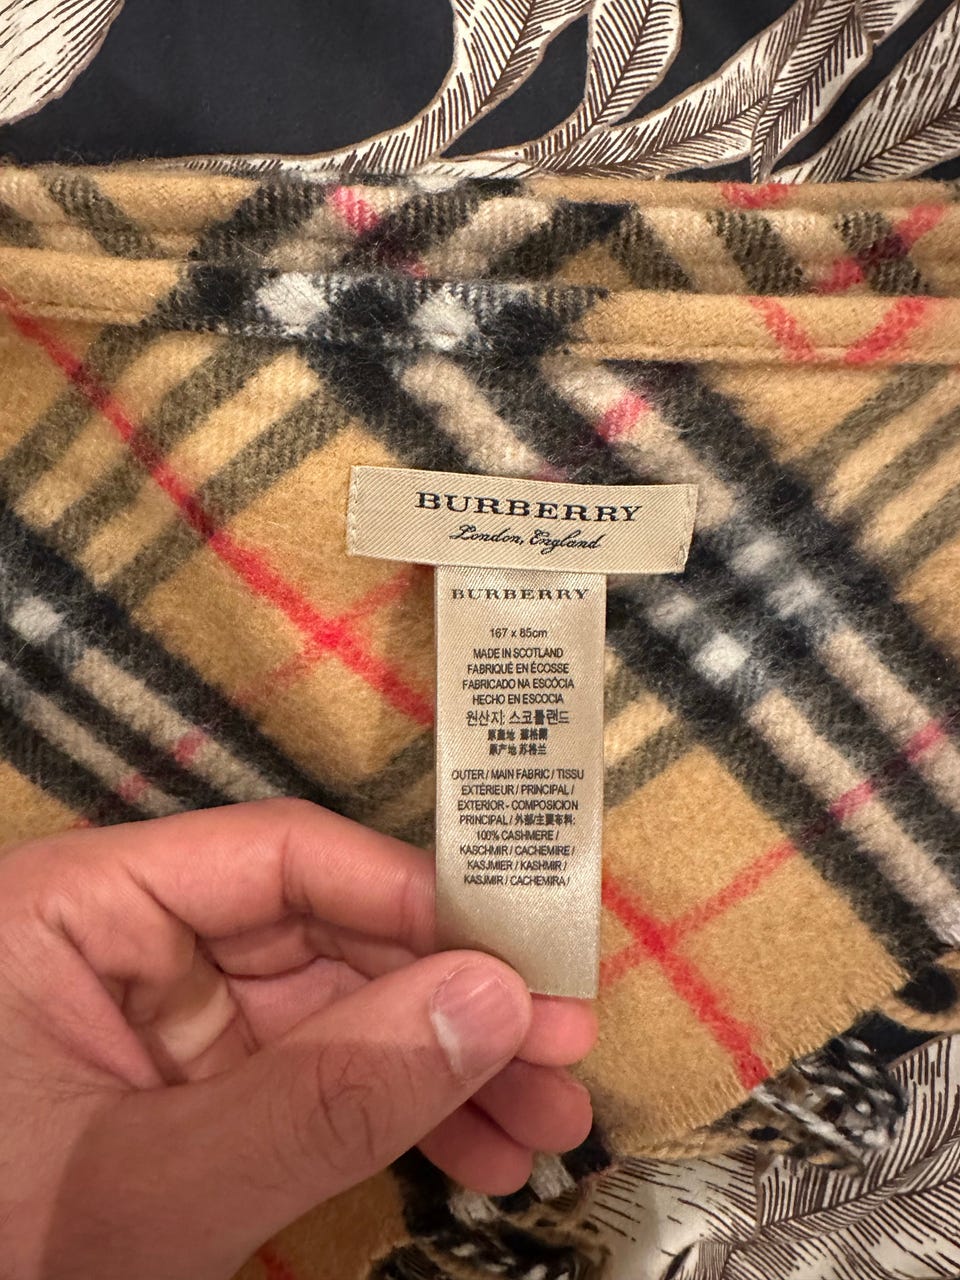 BURBERRY
London, England
BURBERRY
167 x 85cm
MADE IN SCOTLAND
FABRIQUÉ EN ÉCOSSE
FABRICADO NA ESCÓCIA
HECHO EN ESCOCIA
원산지: 스코틀랜드
原產地 蘇格蘭
原产地 苏格兰
OUTER / MAIN FABRIC / TISSU
EXTÉRIEUR / PRINCIPAL /
EXTERIOR - COMPOSICION
PRINCIPAL / 外部/主要布料:
100% CASHMERE /
KASCHMIR / CACHEMIRE /
KASJMIER / KASHMIR /
KASJMIR / CACHEMIRA /